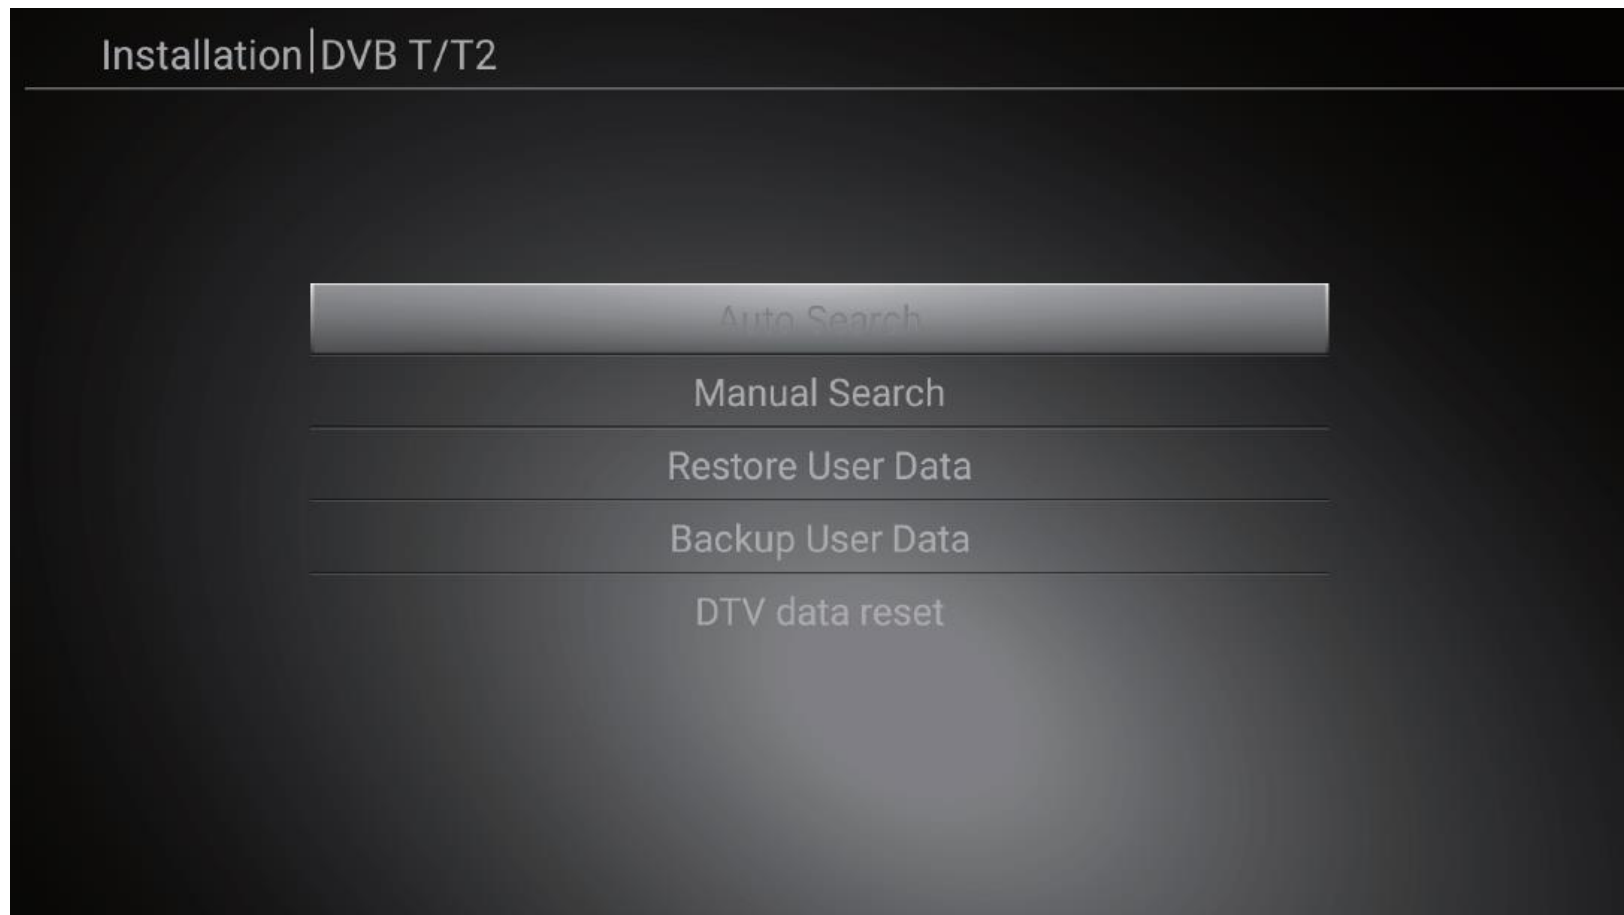 Installation|DVB T/T2
Auto Search
Manual Search
Restore User Data
Backup User Data
DTV data reset